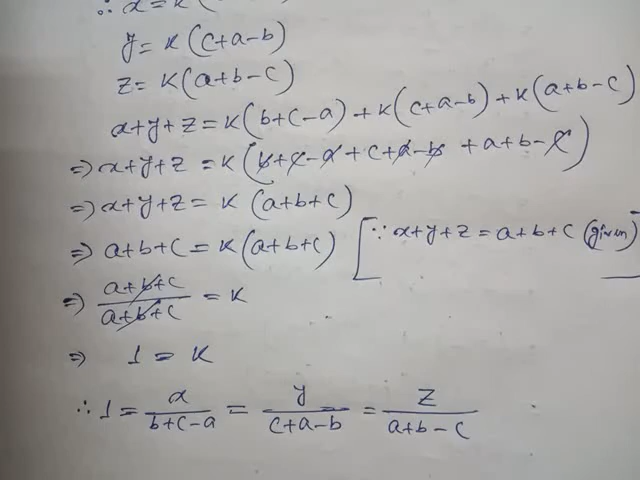 ∴ x = K(
y = K(c+a-b)
z = K(a+b-c)
x+y+z = K(b+c-a)+K(c+a-b)+K(a+b-c)
⇒ x+y+z = K(b+c-a+c+a-b+a+b-c)
⇒ x+y+z = K(a+b+c)
⇒ a+b+c = K(a+b+c) [∵ x+y+z = a+b+c (given)]
⇒ a+b+c/a+b+c = K
⇒ 1 = K
∴ 1 = x/b+c-a = y/c+a-b = z/a+b-c